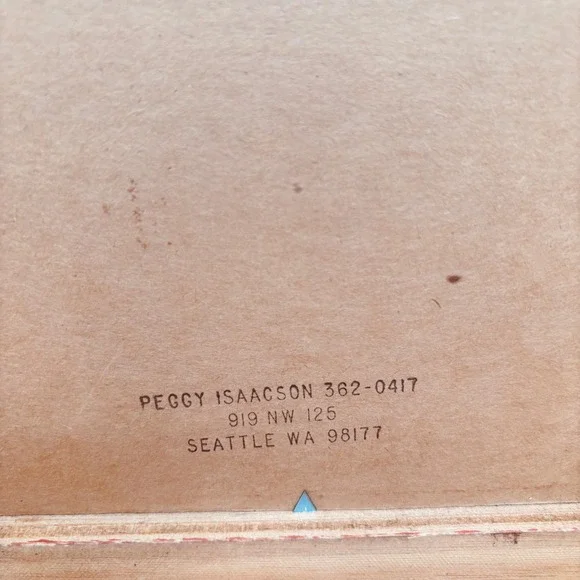 PEGGY ISAACSON 362-0417
919 NW 125
SEATTLE WA 98177